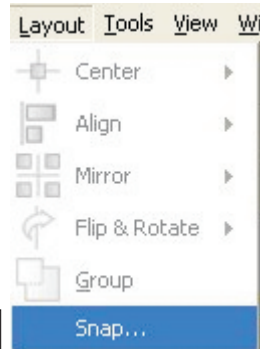 Layout Tools View Wi
Center
Align
Mirror
Flip & Rotate
Group
Snap...